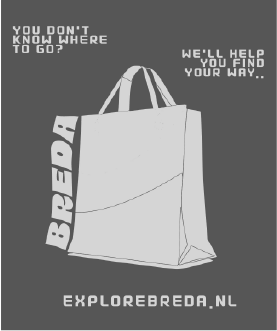 YOU DON'T
KNOW WHERE
TO GO?
WE'LL HELP
YOU FIND
YOUR WAY..
BREDA
EXPLOREBREDA.NL